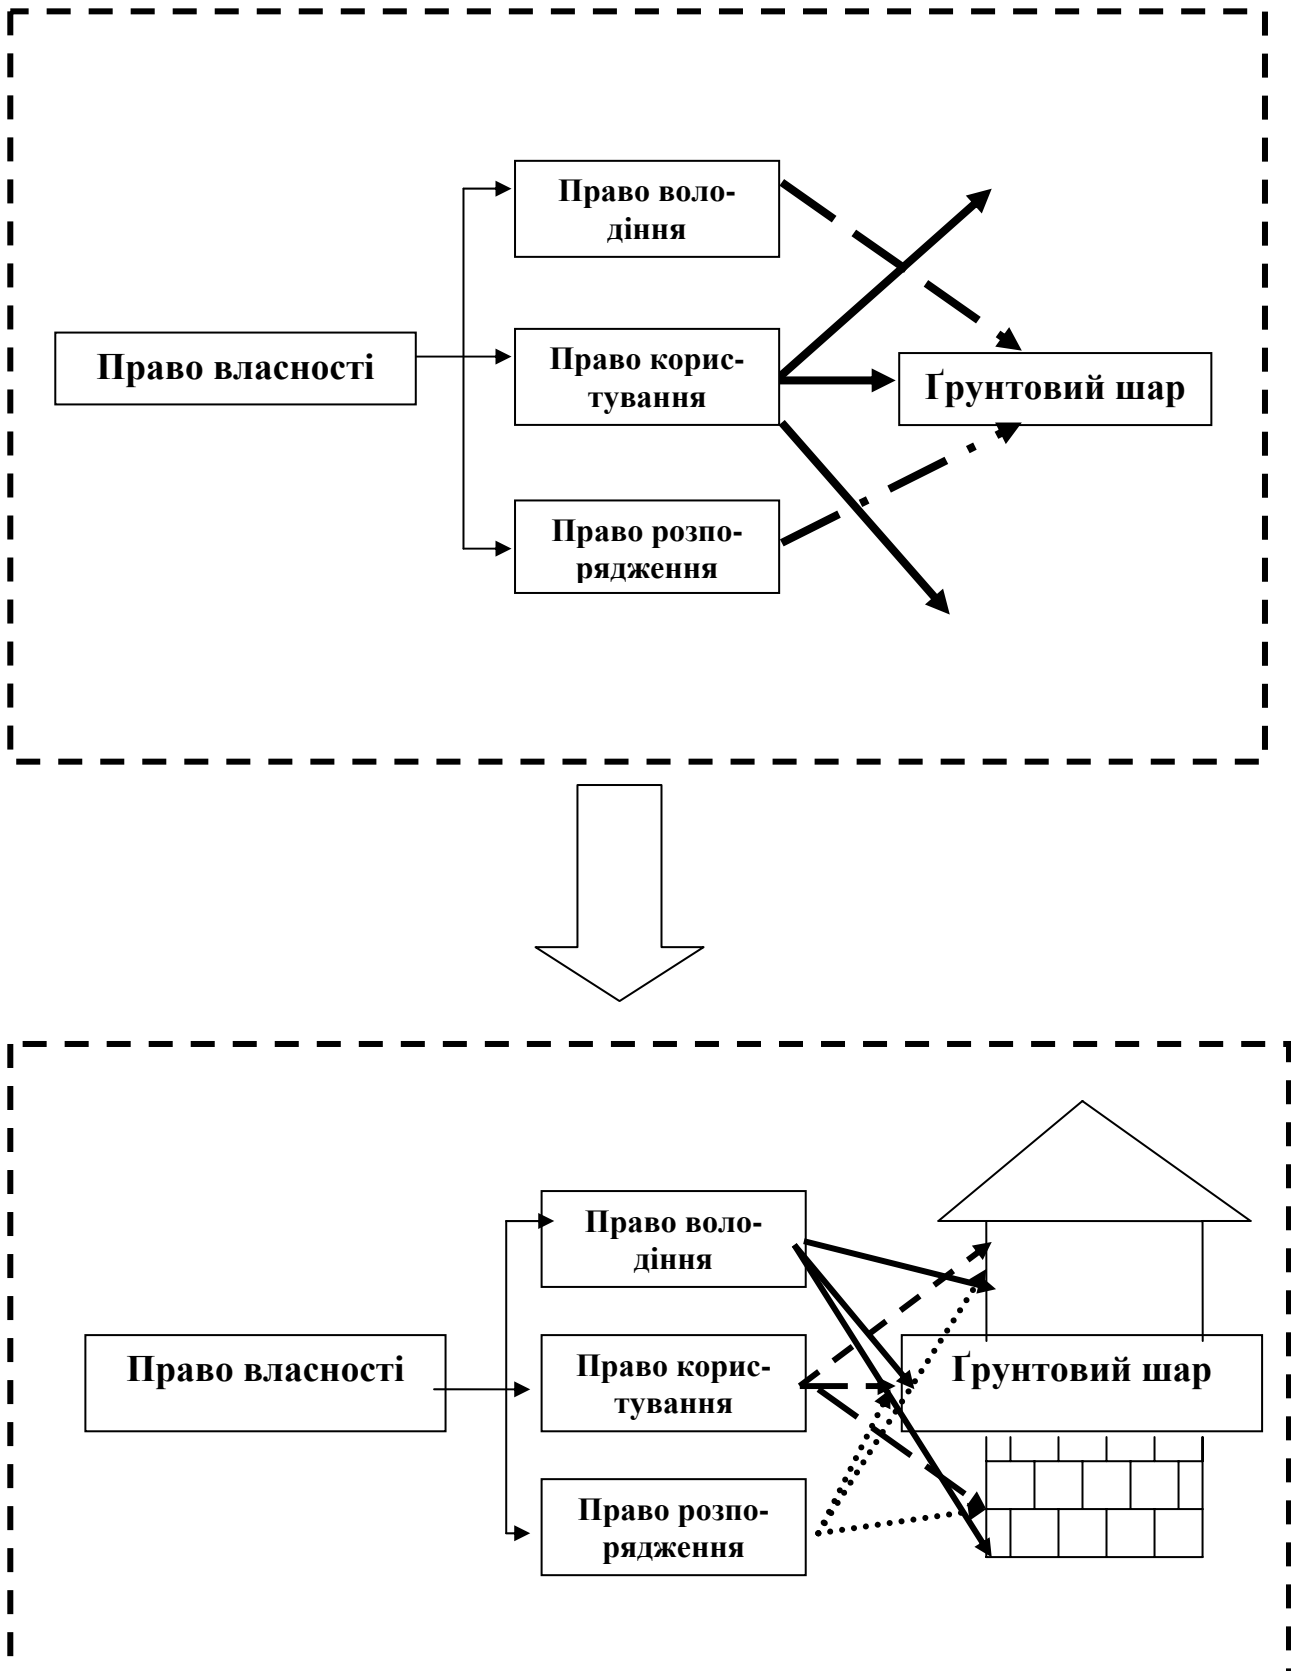 Право воло-
діння
Право власності
Право корис-
тування
Ґрунтовий шар
Право розпо-
рядження
Право воло-
діння
Право власності
Право корис-
тування
Ґрунтовий шар
Право розпо-
рядження